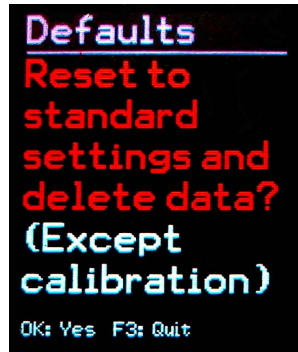 Defaults
Reset to
standard
settings and
delete data?
(Except
calibration)
OK: Yes F3: Quit